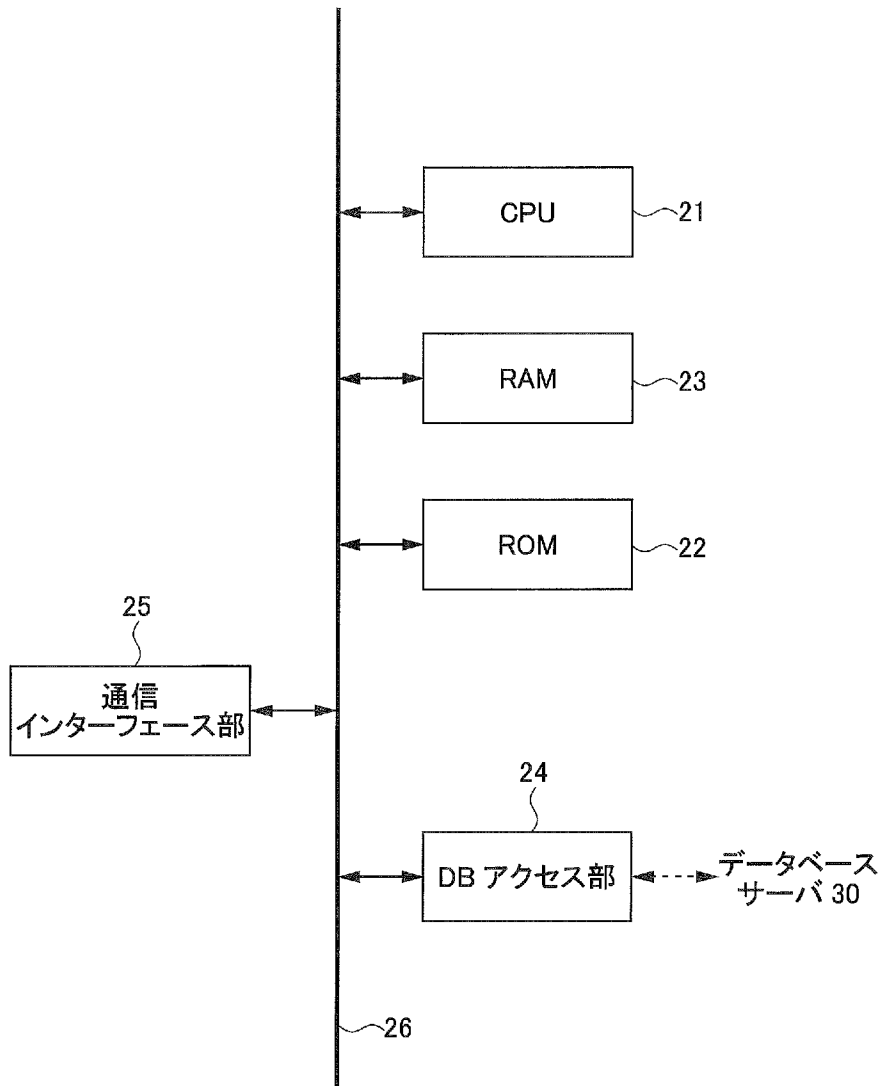 CPU
21
RAM
23
ROM
22
25
通信
インターフェース部
24
DB アクセス部
データベース
サーバ 30
26